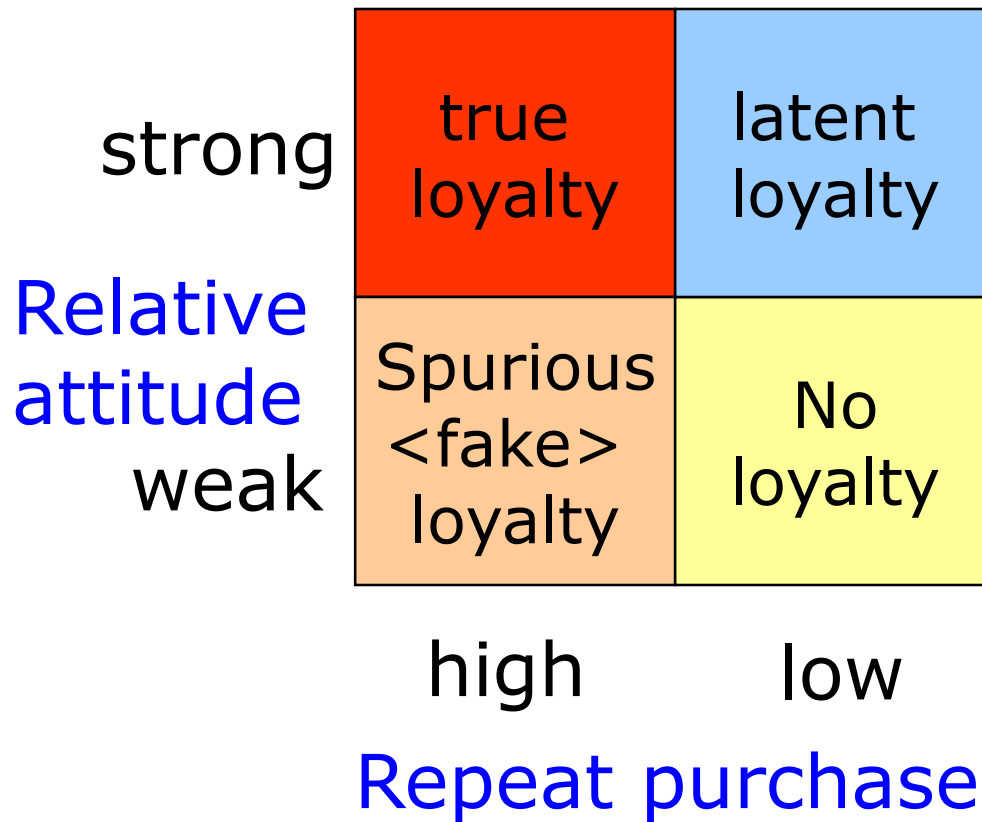 strong
true
loyalty
latent
loyalty
Relative
attitude
weak
Spurious
<fake>
loyalty
No
loyalty
high
low
Repeat purchase